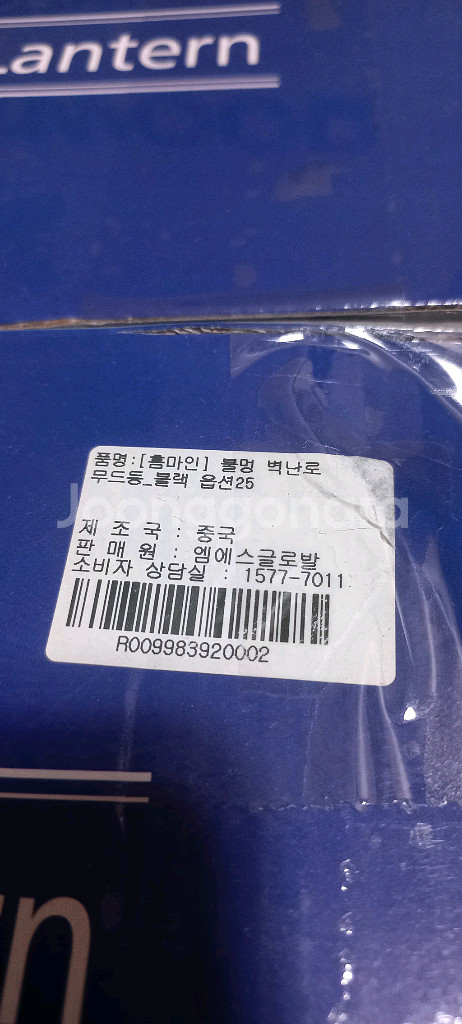 Lantern
품명:[홈마인] 불멍 벽난로
무드등_블랙 옵션25
제 조 국 : 중국
판 매 원 : 엠에스글로발
소비자 상담실 : 1577-7011
R009983920002
Joonggonara
rn